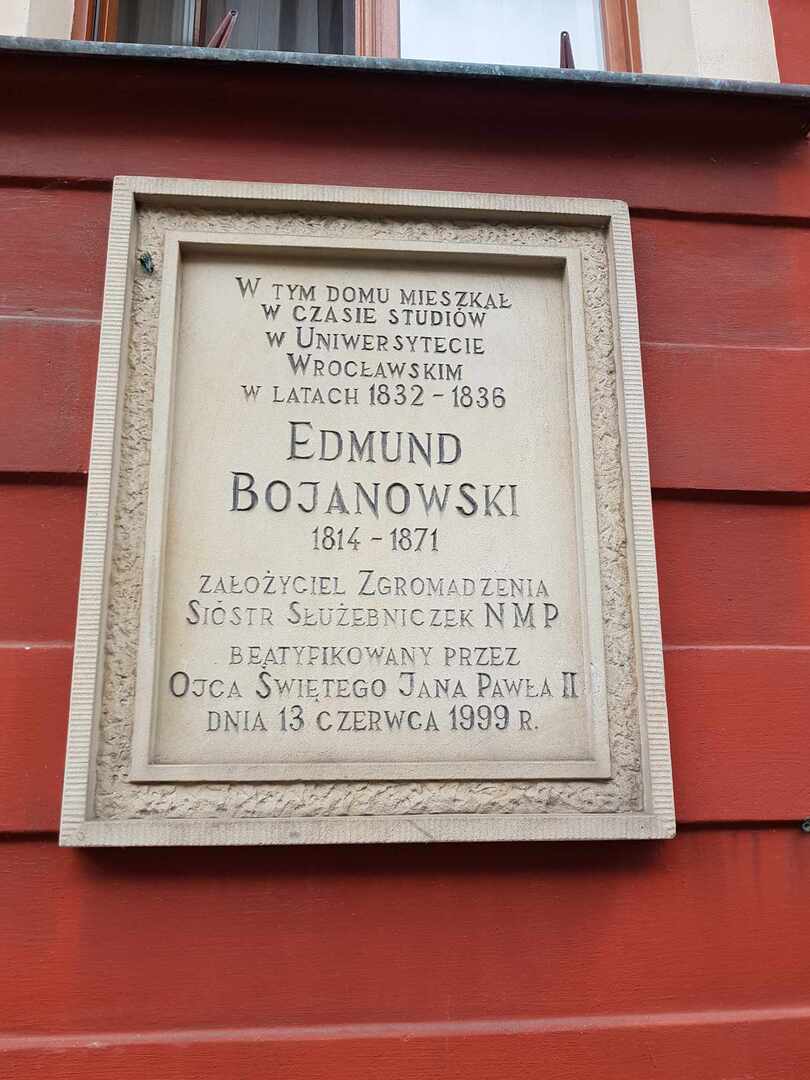 W TYM DOMU MIESZKAŁ
W CZASIE STUDIÓW
W UNIWERSYTECIE
WROCŁAWSKIM
W LATACH 1832 - 1836
EDMUND
BOJANOWSKI
1814 - 1871
ZAŁOŻYCIEL ZGROMADZENIA
SIÓSTR SŁUŻEBNICZEK NMP
BEATYFIKOWANY PRZEZ
OJCA ŚWIĘTEGO JANA PAWŁA II
DNIA 13 CZERWCA 1999 R.